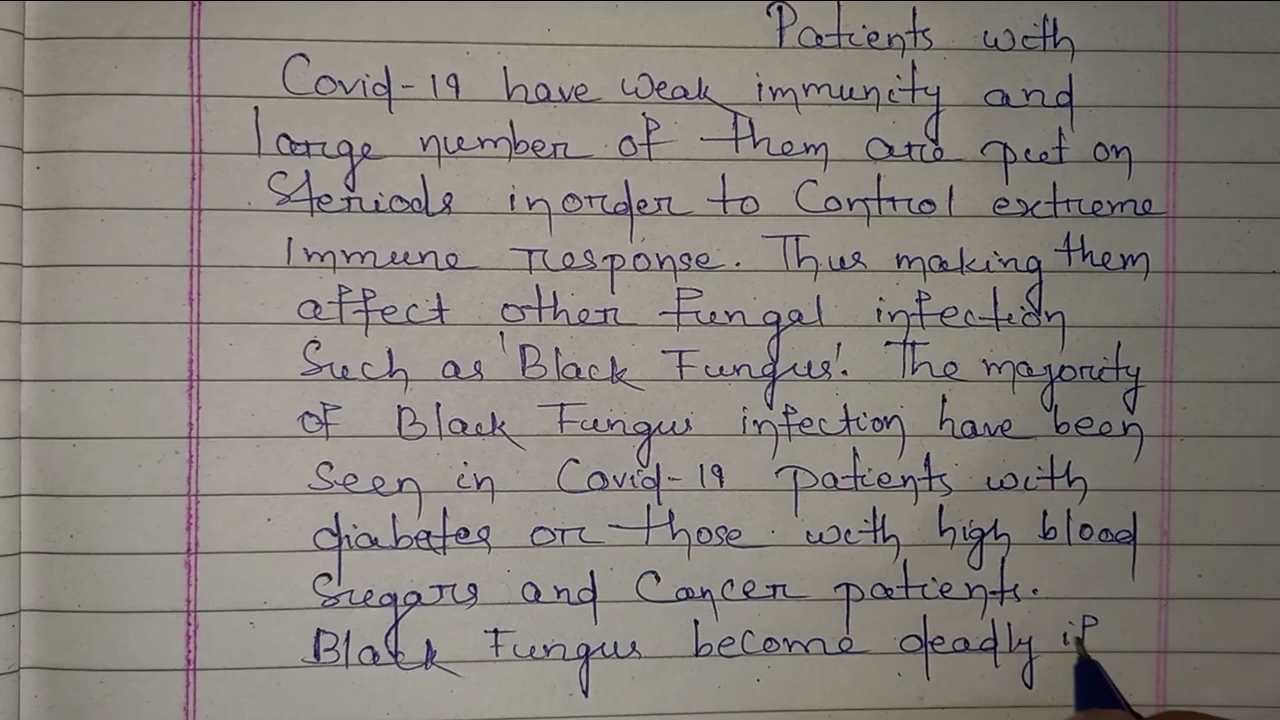 Patients with
Covid-19 have weak immunity and
large number of them are put on
Steriods inorder to Control extreme
Immune response. Thus making them
affect other fungal infection
Such as 'Black Fungus'. The majority
of Black Fungus infection have been
Seen in Covid-19 patients with
diabetes or those with high blood
Sugars and Cancer patients.
Black Fungus become deadly if